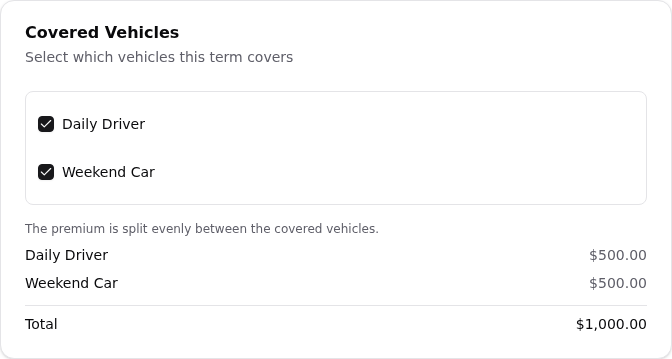 Covered Vehicles
Select which vehicles this term covers
Daily Driver
Weekend Car
The premium is split evenly between the covered vehicles.
Daily Driver $500.00
Weekend Car $500.00
Total $1,000.00